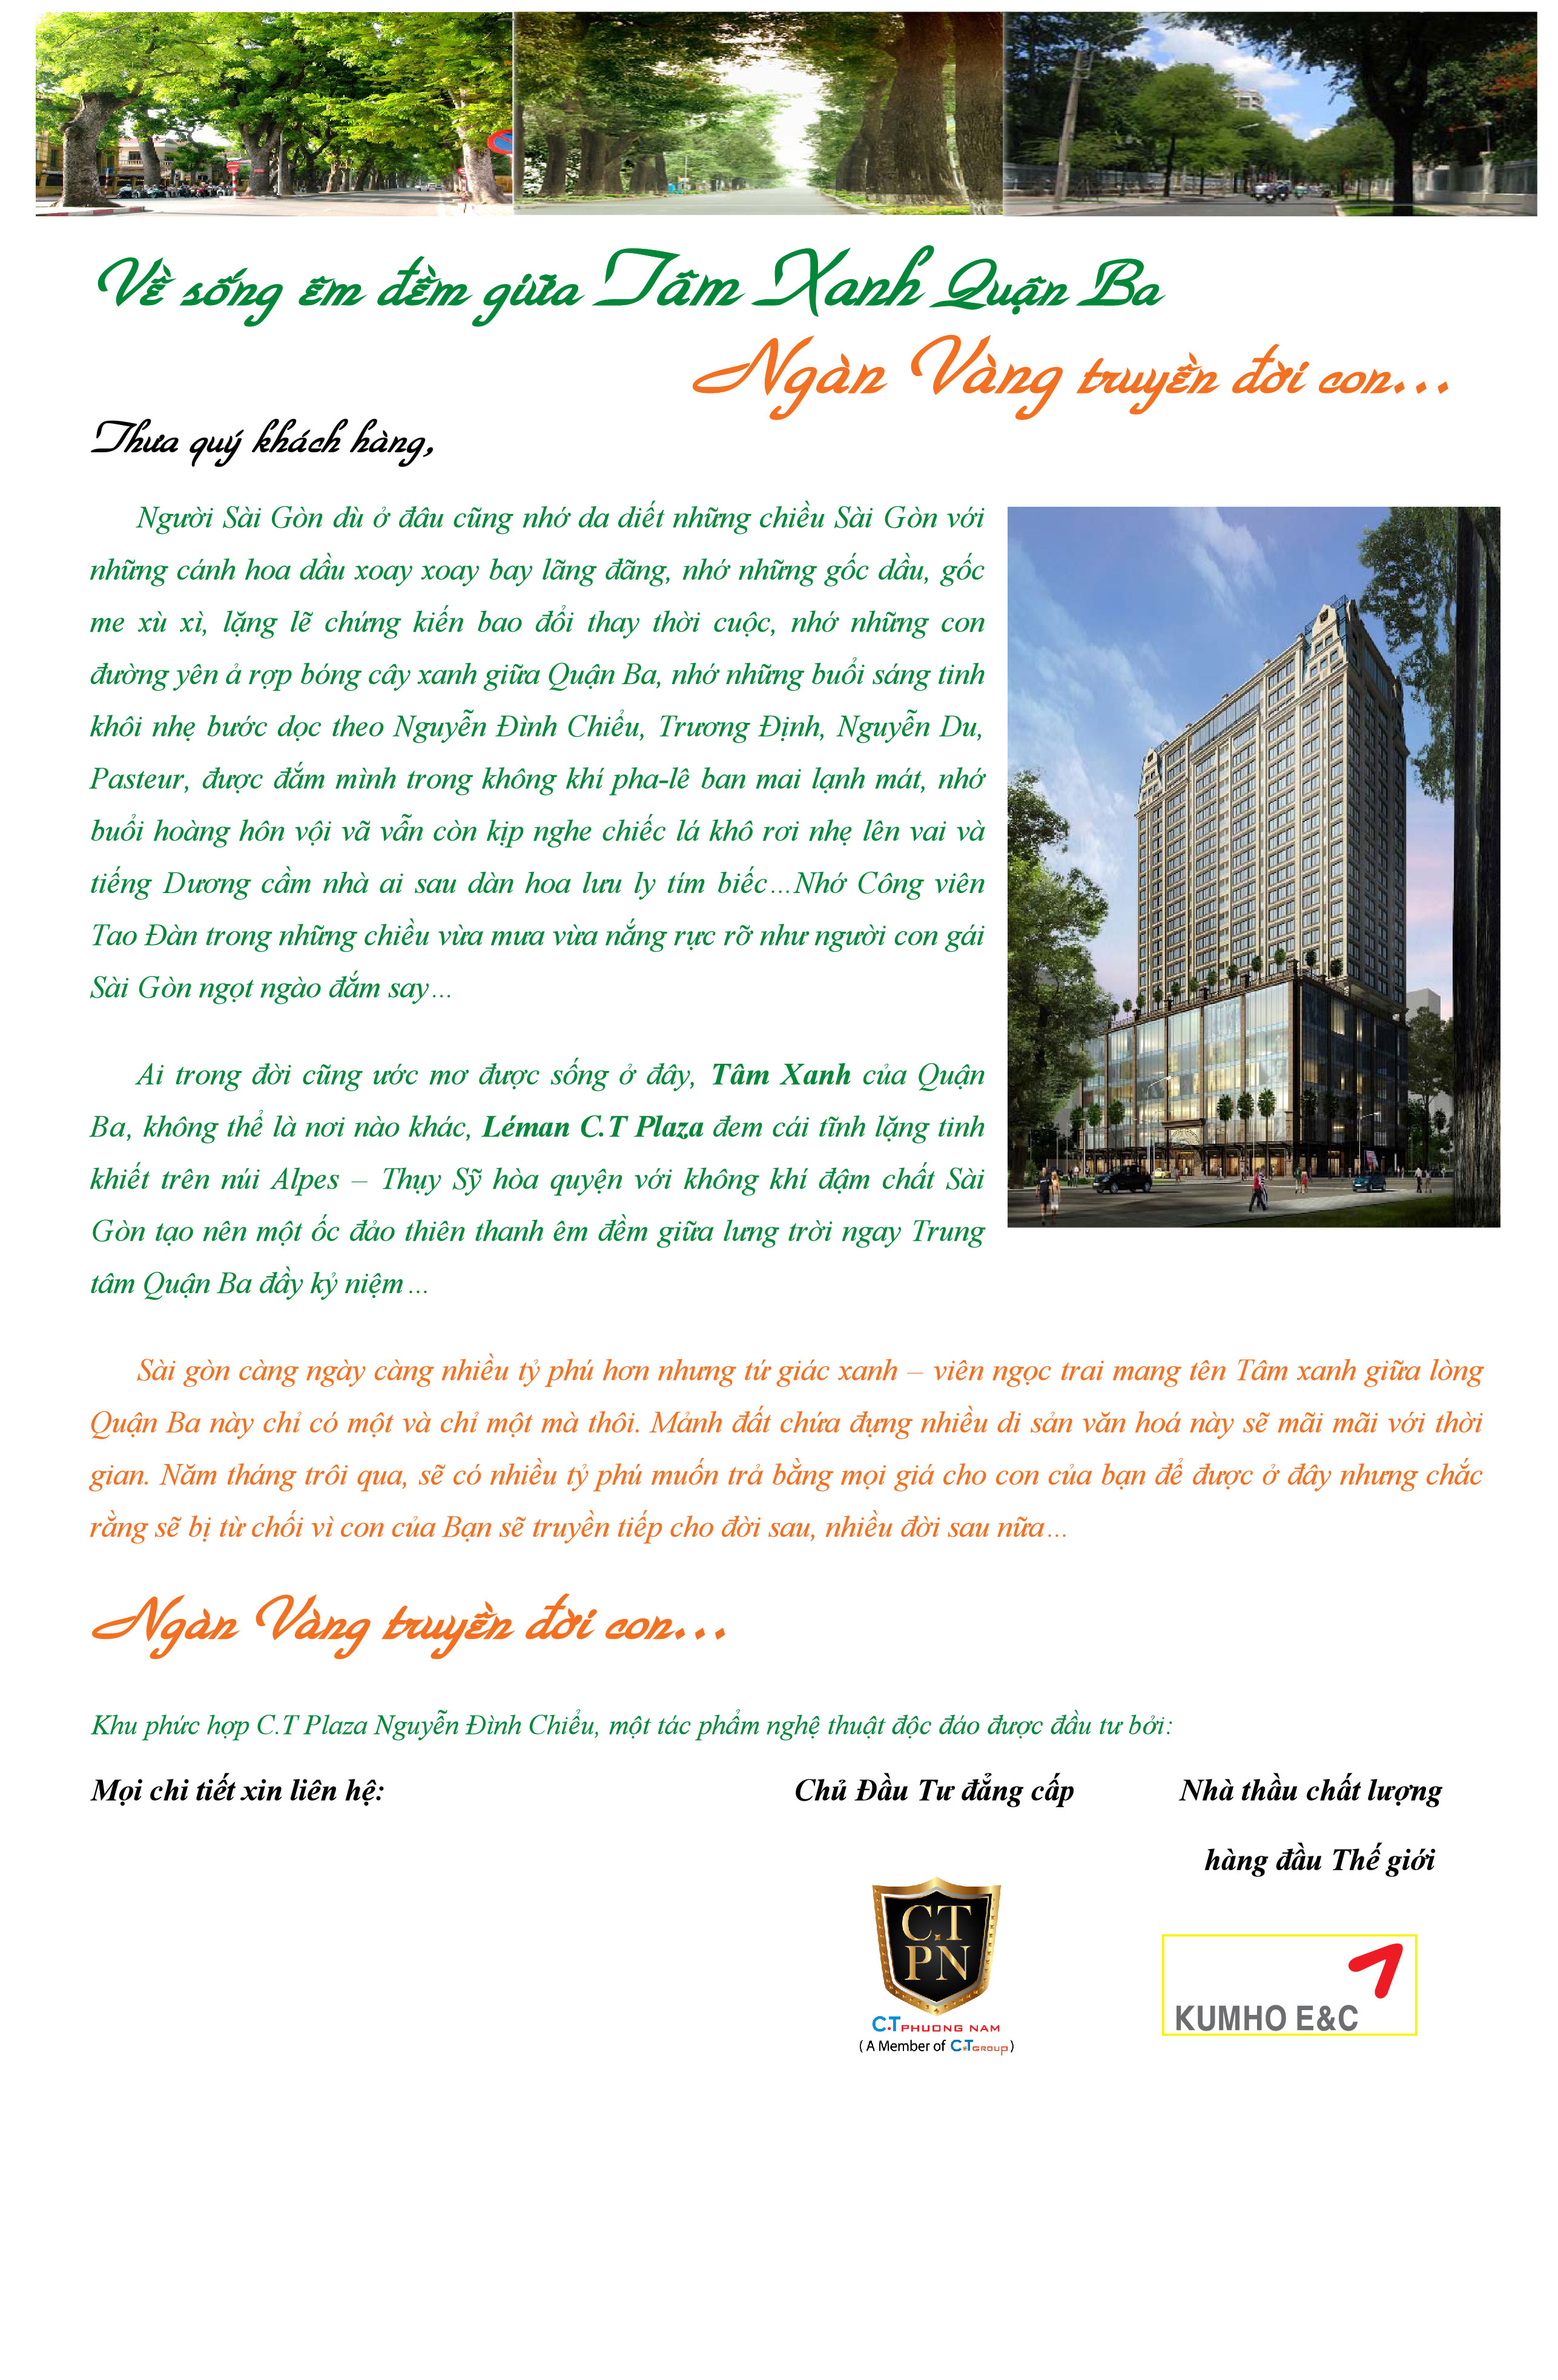 Về sống êm đềm giữa Tâm Xanh Quận Ba
Ngàn Vàng truyền đời con...
Thưa quý khách hàng,
Người Sài Gòn dù ở đâu cũng nhớ da diết những chiều Sài Gòn với
những cánh hoa dầu xoay xoay bay lãng đãng, nhớ những gốc dầu, gốc
me xù xì, lặng lẽ chứng kiến bao đổi thay thời cuộc, nhớ những con
đường yên ả rợp bóng cây xanh giữa Quận Ba, nhớ những buổi sáng tinh
khôi nhẹ bước dọc theo Nguyễn Đình Chiểu, Trương Định, Nguyễn Du,
Pasteur, được đắm mình trong không khí pha-lê ban mai lạnh mát, nhớ
buổi hoàng hôn vội vã vẫn còn kịp nghe chiếc lá khô rơi nhẹ lên vai và
tiếng Dương cầm nhà ai sau dàn hoa lưu ly tím biếc...Nhớ Công viên
Tao Đàn trong những chiều vừa mưa vừa nắng rực rỡ như người con gái
Sài Gòn ngọt ngào đắm say...
Ai trong đời cũng ước mơ được sống ở đây, Tâm Xanh của Quận
Ba, không thể là nơi nào khác, Léman C.T Plaza đem cái tĩnh lặng tinh
khiết trên núi Alpes – Thụy Sỹ hòa quyện với không khí đậm chất Sài
Gòn tạo nên một ốc đảo thiên thanh êm đềm giữa lưng trời ngay Trung
tâm Quận Ba đầy kỷ niệm...
Sài gòn càng ngày càng nhiều tỷ phú hơn nhưng tứ giác xanh – viên ngọc trai mang tên Tâm xanh giữa lòng
Quận Ba này chỉ có một và chỉ một mà thôi. Mảnh đất chứa đựng nhiều di sản văn hoá này sẽ mãi mãi với thời
gian. Năm tháng trôi qua, sẽ có nhiều tỷ phú muốn trả bằng mọi giá cho con của bạn để được ở đây nhưng chắc
rằng sẽ bị từ chối vì con của Bạn sẽ truyền tiếp cho đời sau, nhiều đời sau nữa...
Ngàn Vàng truyền đời con...
Khu phức hợp C.T Plaza Nguyễn Đình Chiểu, một tác phẩm nghệ thuật độc đáo được đầu tư bởi:
Mọi chi tiết xin liên hệ:
Chủ Đầu Tư đẳng cấp
Nhà thầu chất lượng
hàng đầu Thế giới
C.T
PN
C.T PHUONG NAM
( A Member of C.T GROUP )
KUMHO E&C